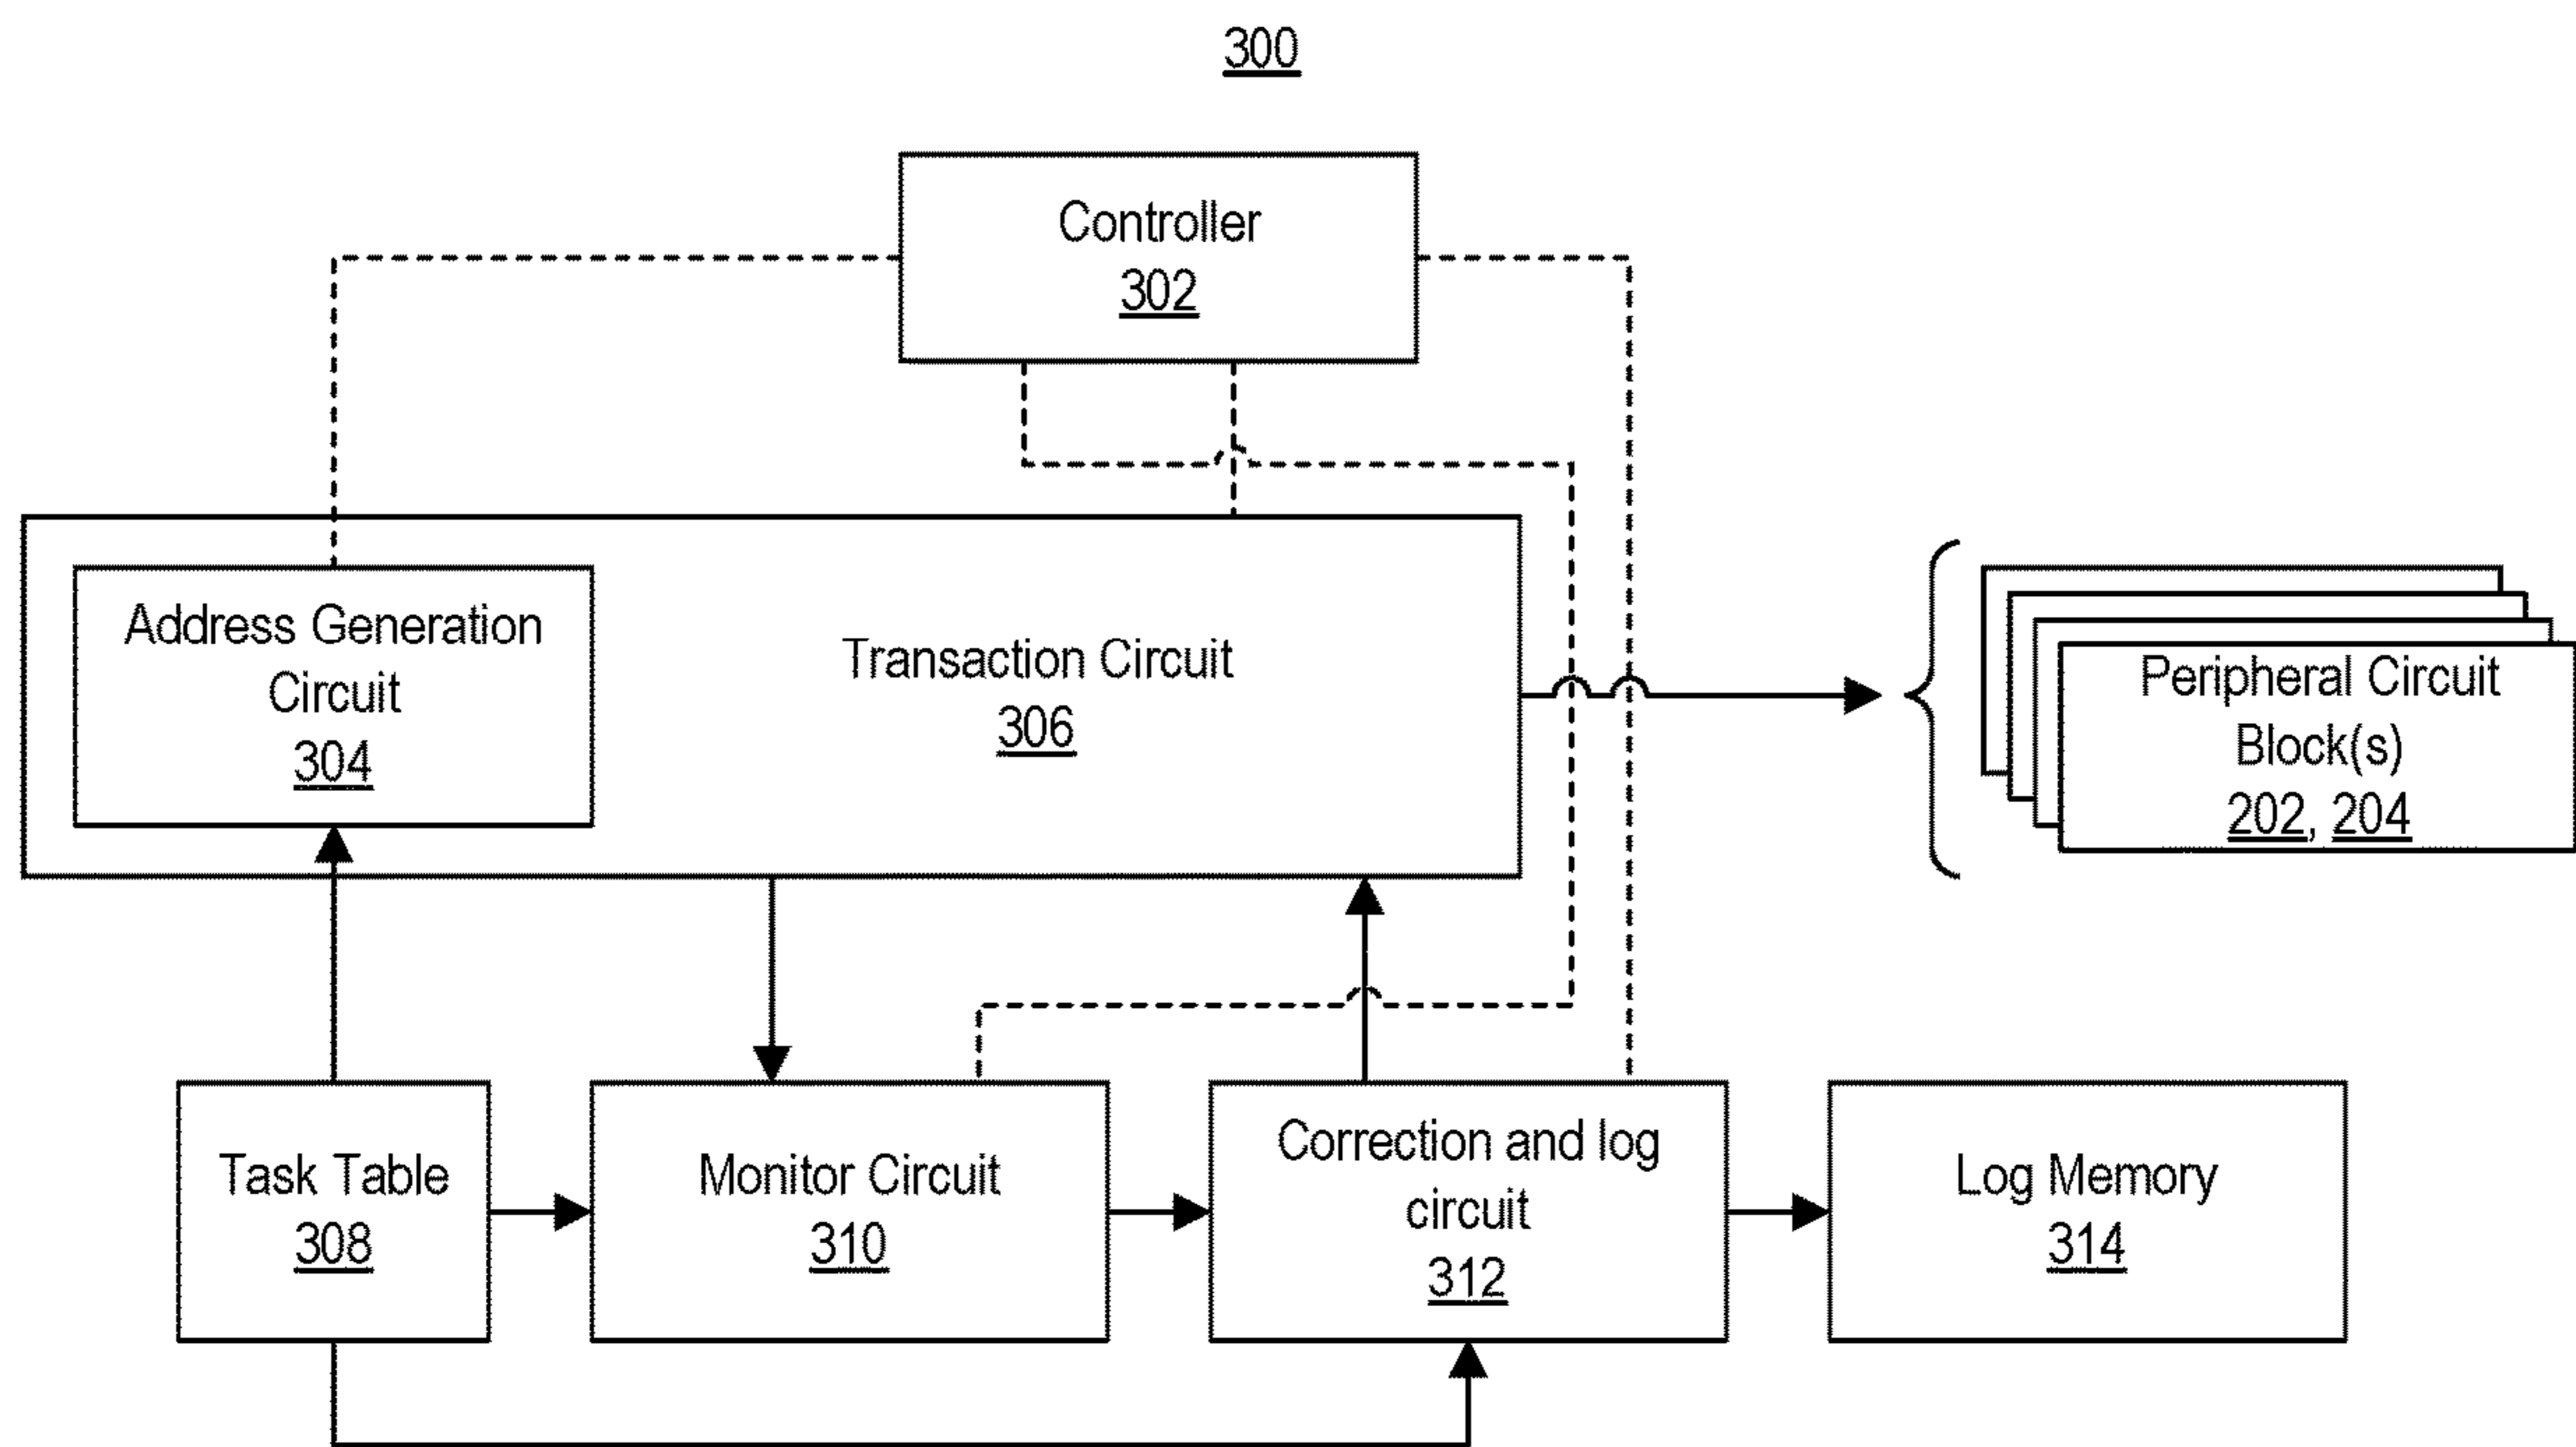 300
Controller
302
Address Generation
Circuit
304
Transaction Circuit
306
Peripheral Circuit
Block(s)
202, 204
Task Table
308
Monitor Circuit
310
Correction and log
circuit
312
Log Memory
314